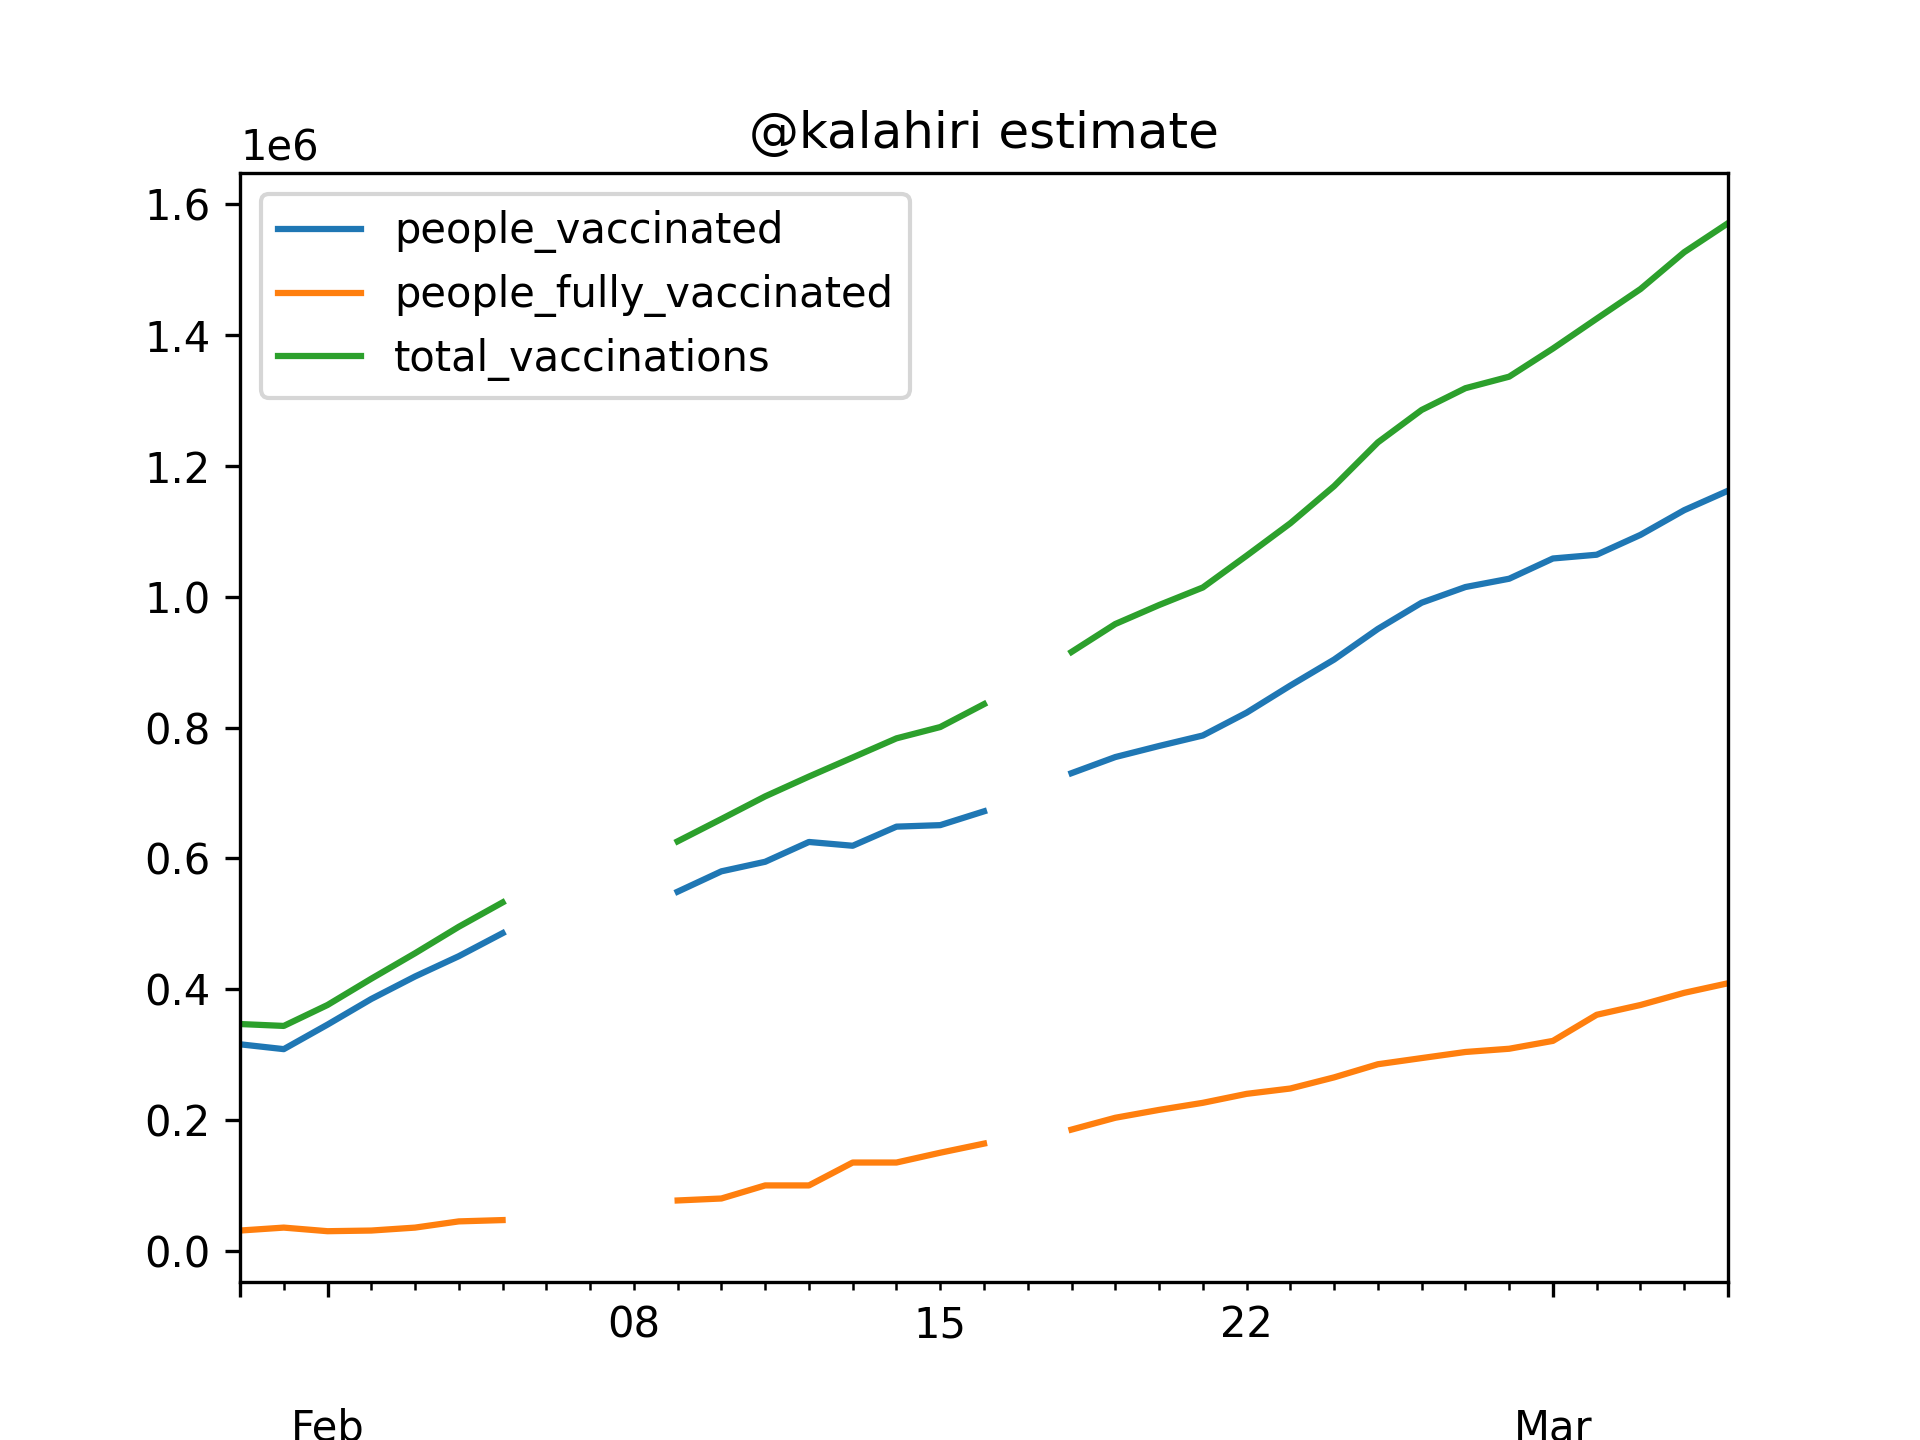 @kalahiri estimate
1e6
1.6
1.4
1.2
1.0
0.8
0.6
0.4
0.2
0.0
people_vaccinated
people_fully_vaccinated
total_vaccinations
08 15 22
Feb Mar